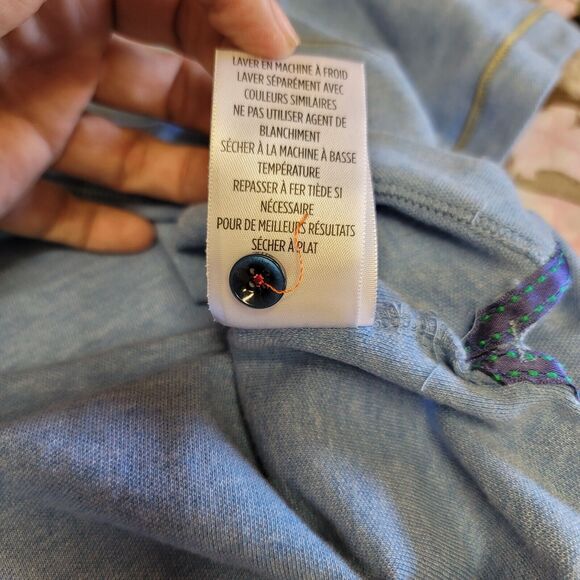 LAVER EN MACHINE À FROID
LAVER SÉPARÉMENT AVEC
COULEURS SIMILAIRES
NE PAS UTILISER AGENT DE
BLANCHIMENT
SÉCHER À LA MACHINE À BASSE
TEMPÉRATURE
REPASSER À FER TIÈDE SI
NÉCESSAIRE
POUR DE MEILLEURS RÉSULTATS
SÉCHER À PLAT